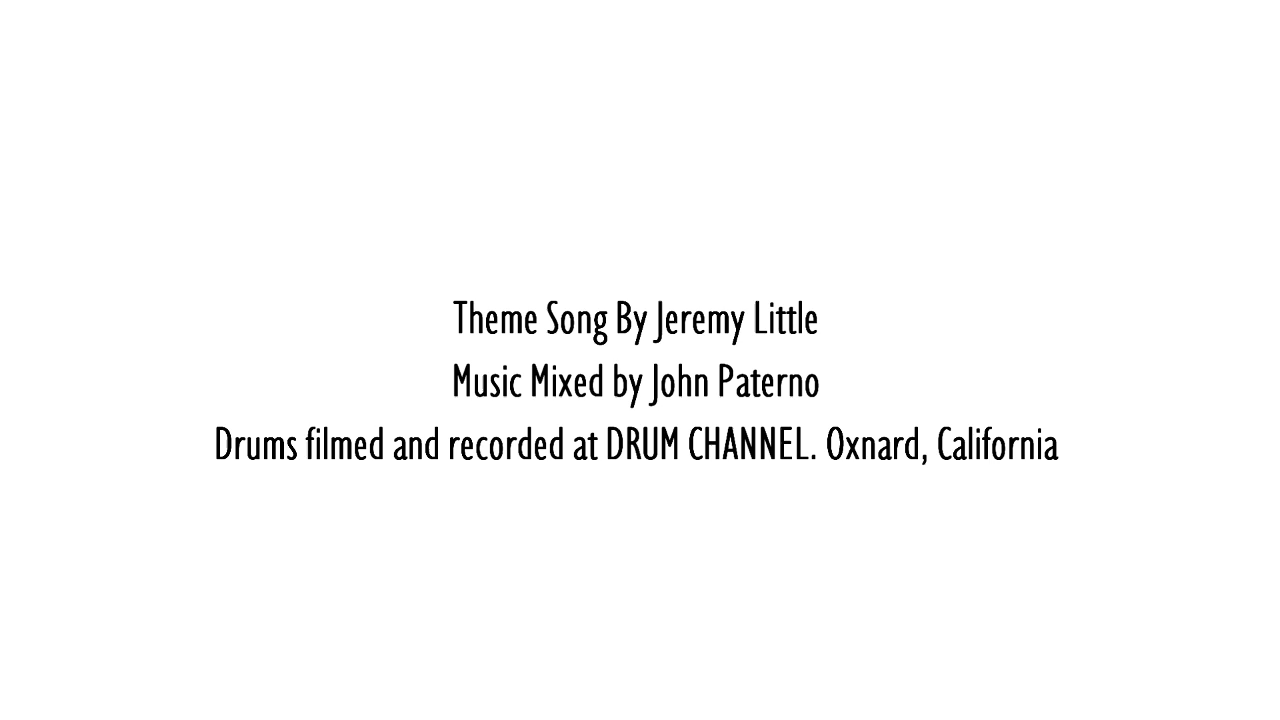 Theme Song By Jeremy Little
Music Mixed by John Paterno
Drums filmed and recorded at DRUM CHANNEL. Oxnard, California